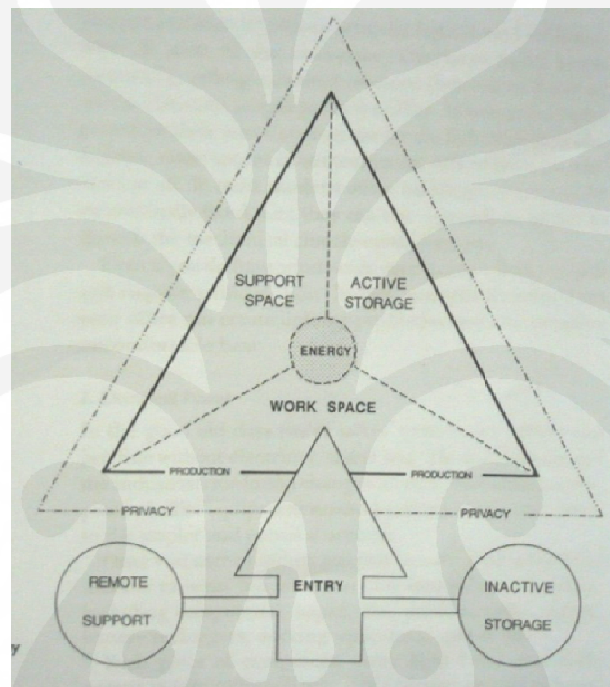 SUPPORT
SPACE
ACTIVE
STORAGE
ENERGY
WORK SPACE
PRODUCTION
PRODUCTION
PRIVACY
PRIVACY
REMOTE
SUPPORT
ENTRY
INACTIVE
STORAGE
y